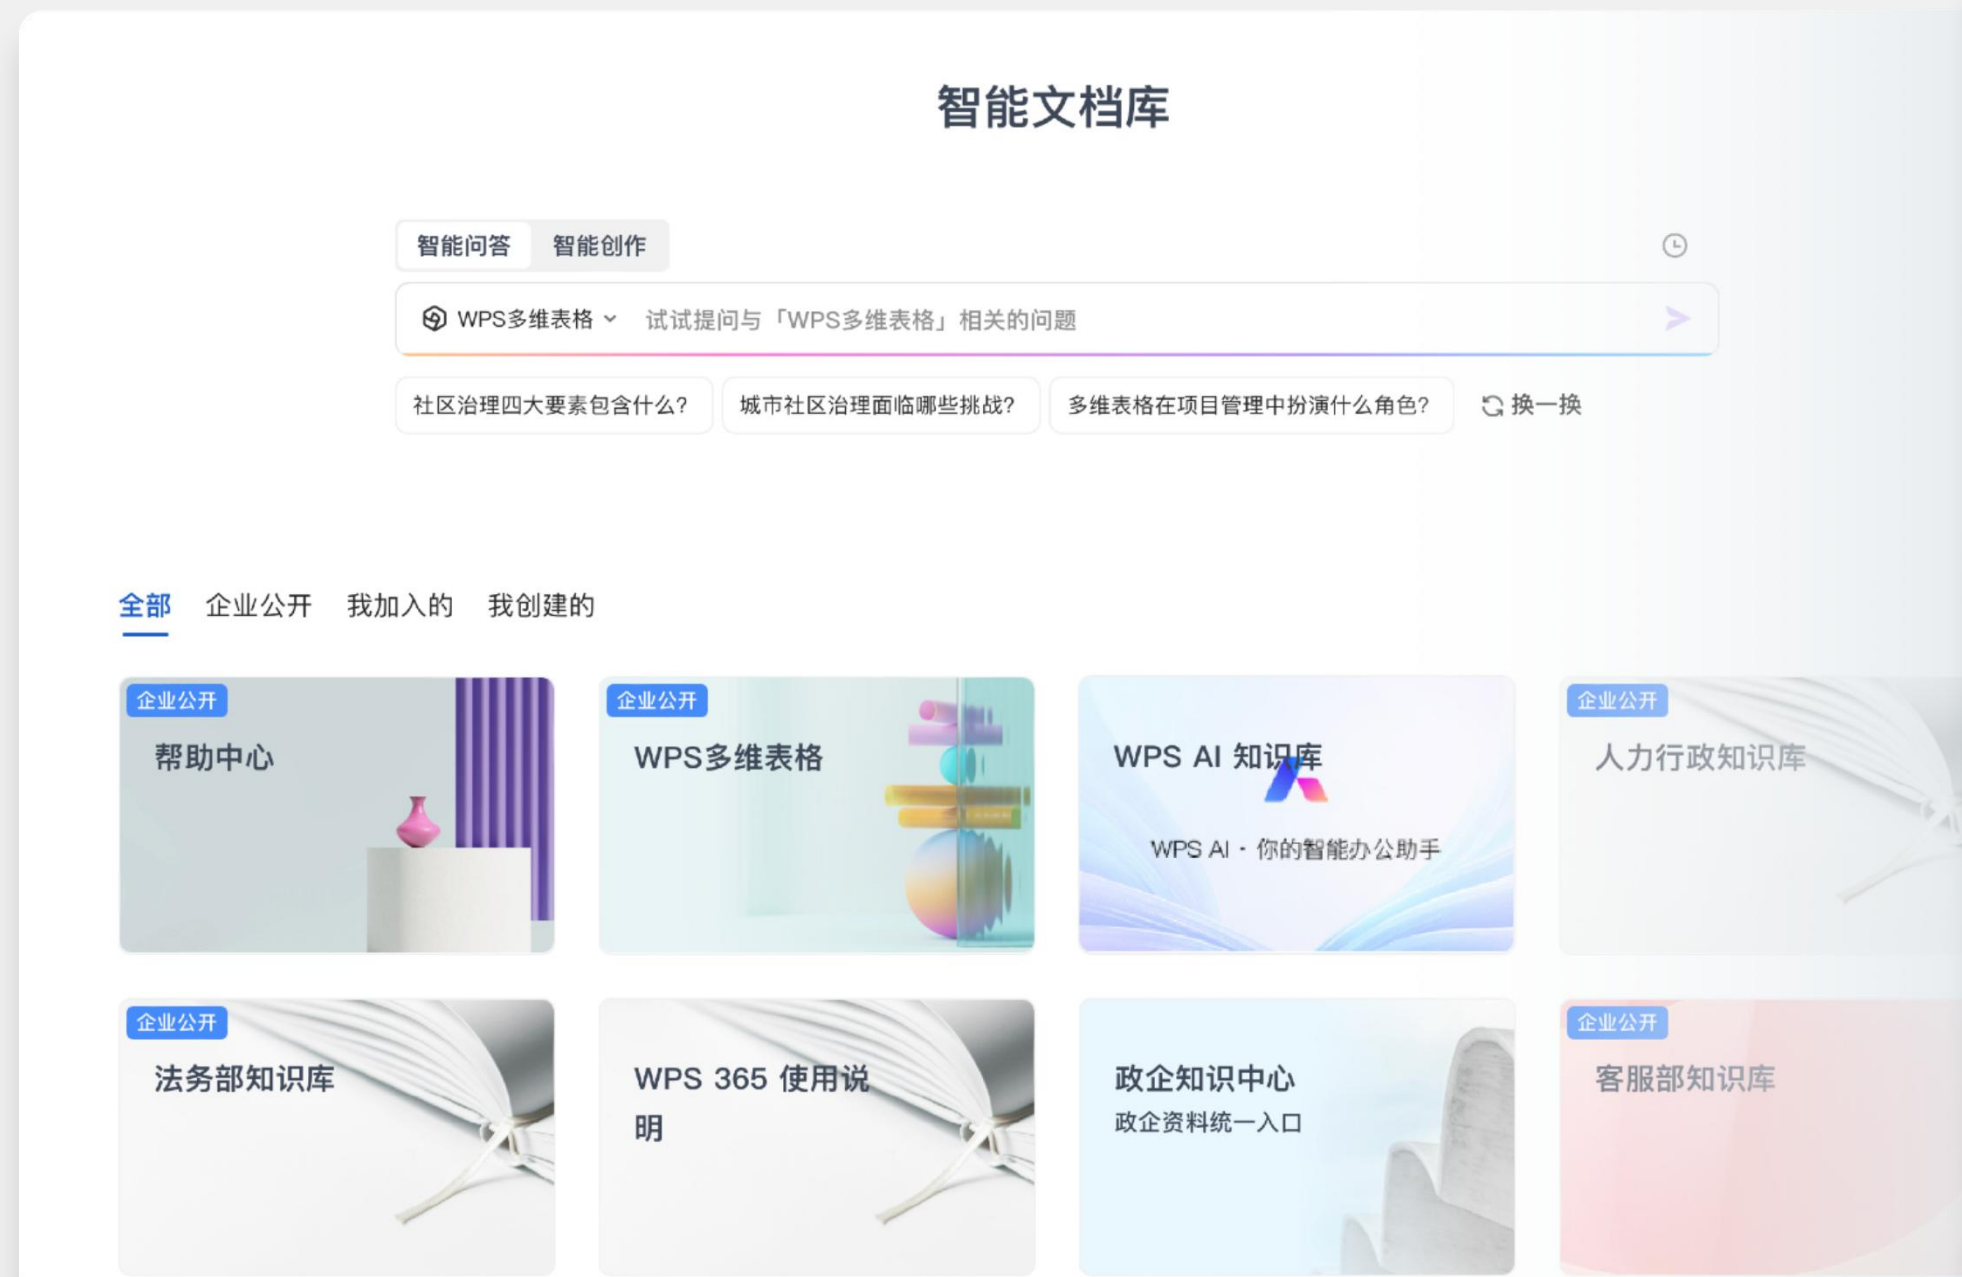 智能文档库
智能问答 智能创作
WPS多维表格 试试提问与「WPS多维表格」相关的问题
社区治理四大要素包含什么? 城市社区治理面临哪些挑战? 多维表格在项目管理中扮演什么角色? 换一换
全部 企业公开 我加入的 我创建的
企业公开
帮助中心
企业公开
WPS多维表格
WPS AI 知识库
WPS AI · 你的智能办公助手
企业公开
人力行政知识库
企业公开
法务部知识库
WPS 365 使用说
明
政企知识中心
政企资料统一入口
企业公开
客服部知识库